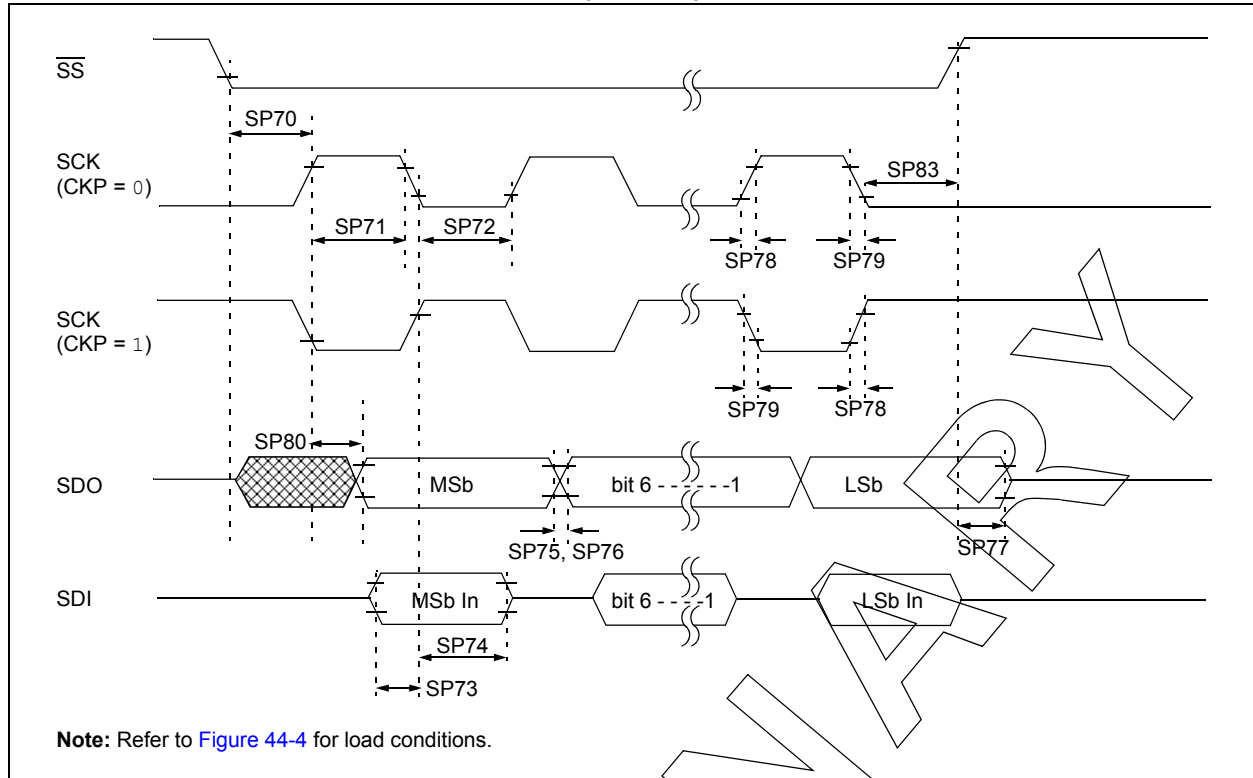 SS
SP70
SCK
(CKP = 0)
SP83
SP71
SP72
SP78
SP79
SCK
(CKP = 1)
SP79
SP78
SP80
SDO
MSb
bit 6 - - - - - - -1
LSb
SP75, SP76
SP77
SDI
MSb In
bit 6 - - - - -1
LSb In
SP74
SP73
Note: Refer to Figure 44-4 for load conditions.
A R Y